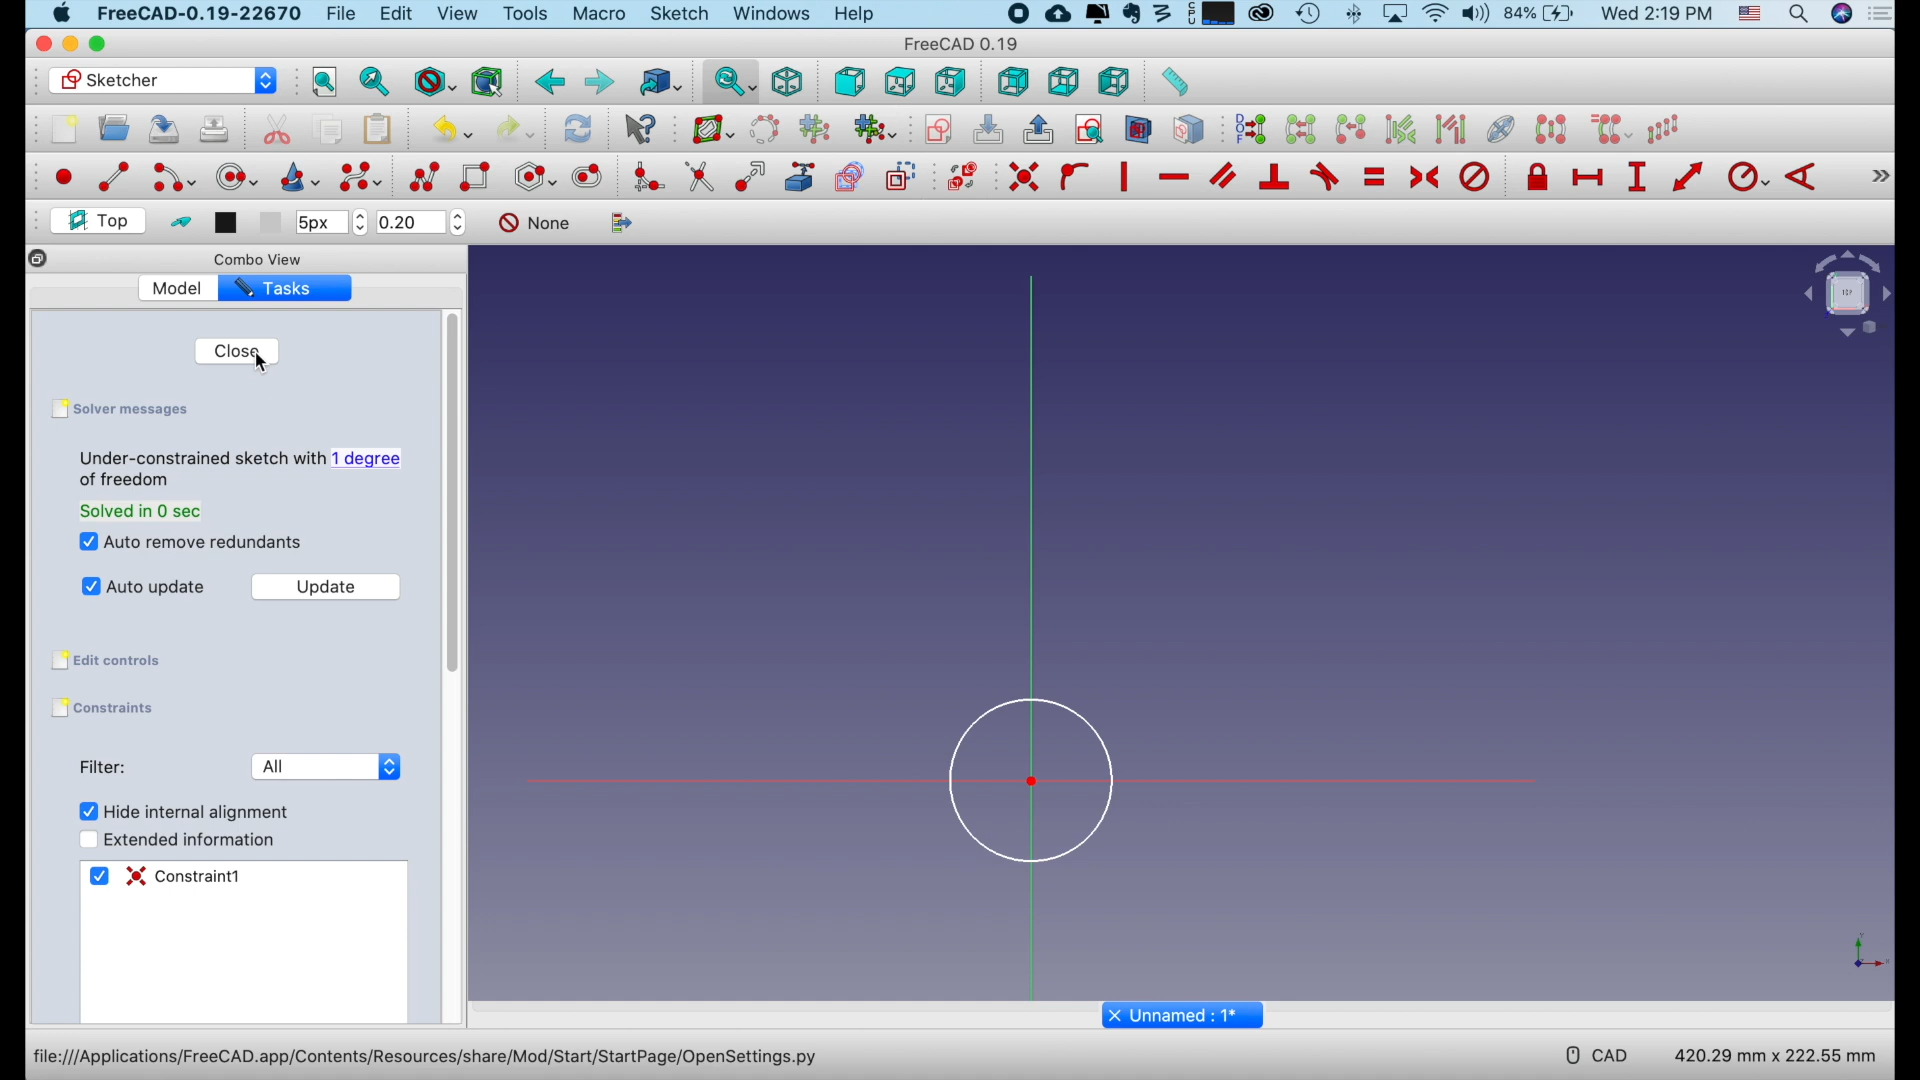 FreeCAD-0.19-22670 File Edit View Tools Macro Sketch Windows Help CPU 84% Wed 2:19 PM
FreeCAD 0.19
Sketcher
DOF
Top 5px 0.20 None
Combo View
Model Tasks
TOP
Close
Solver messages
Under-constrained sketch with 1 degree
of freedom
Solved in 0 sec
Auto remove redundants
Auto update Update
Edit controls
Constraints
Filter: All
Hide internal alignment
Extended information
Constraint1
Unnamed : 1*
file:///Applications/FreeCAD.app/Contents/Resources/share/Mod/Start/StartPage/OpenSettings.py CAD 420.29 mm x 222.55 mm